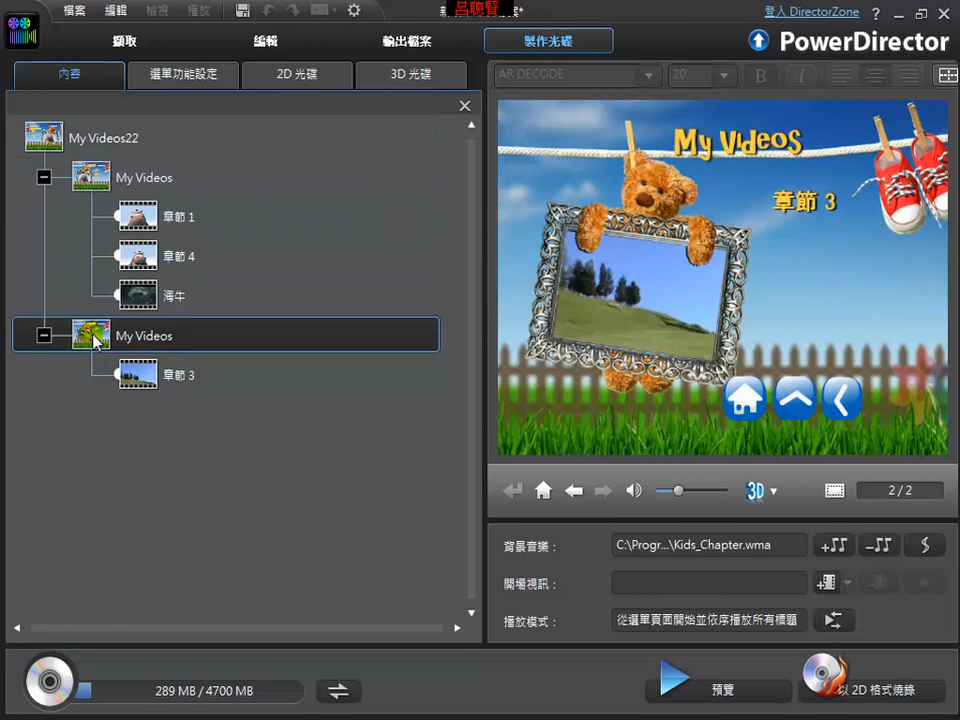 檔案 編輯 檢視 播放
呂聰賢
登入 DirectorZone
?
擷取 編輯 輸出檔案 製作光碟
PowerDirector
內容 選單功能設定 2D 光碟 3D 光碟
AR DECODE 20 B I
My Videos22
My Videos
章節 1
章節 4
海牛
My Videos
章節 3
My Videos
章節 3
3D
2/2
背景音樂：
C:\Progr...\Kids_Chapter.wma
開場視訊：
播放模式：
從選單頁面開始並依序播放所有標題
289 MB / 4700 MB
預覽
以 2D 格式燒錄